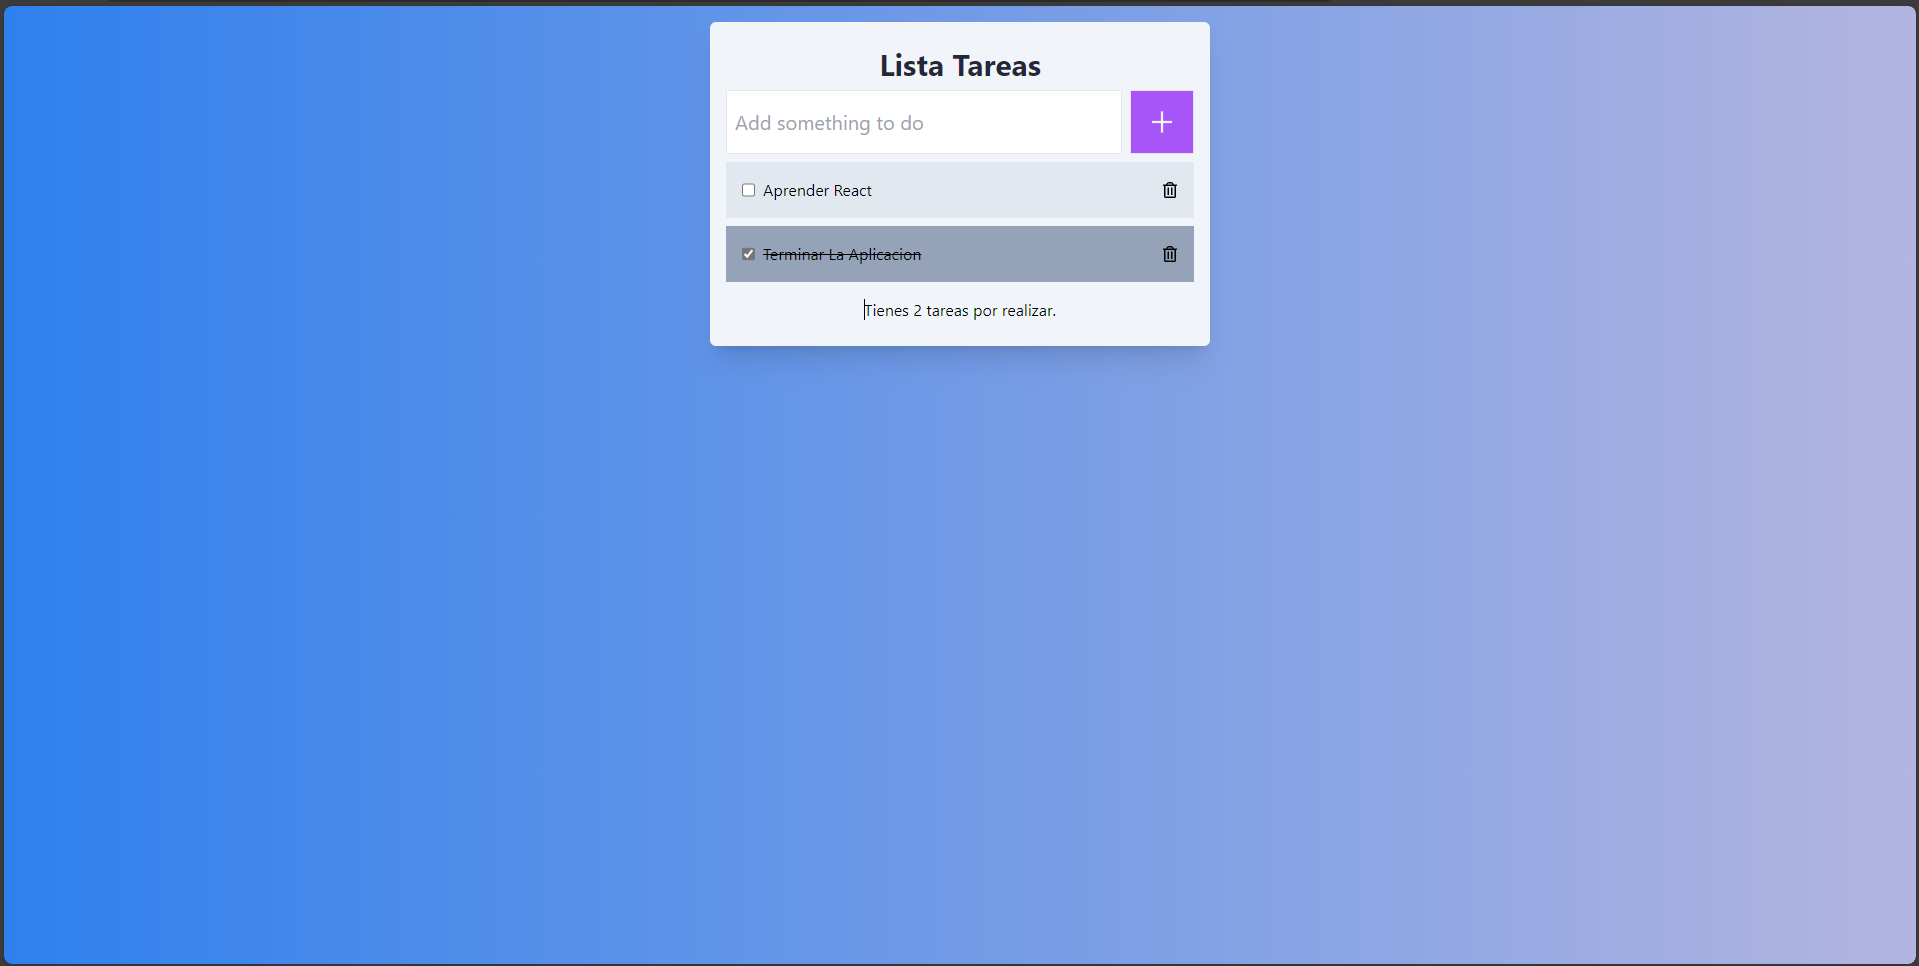 Lista Tareas
Add something to do
Aprender React
Terminar La Aplicacion
Tienes 2 tareas por realizar.